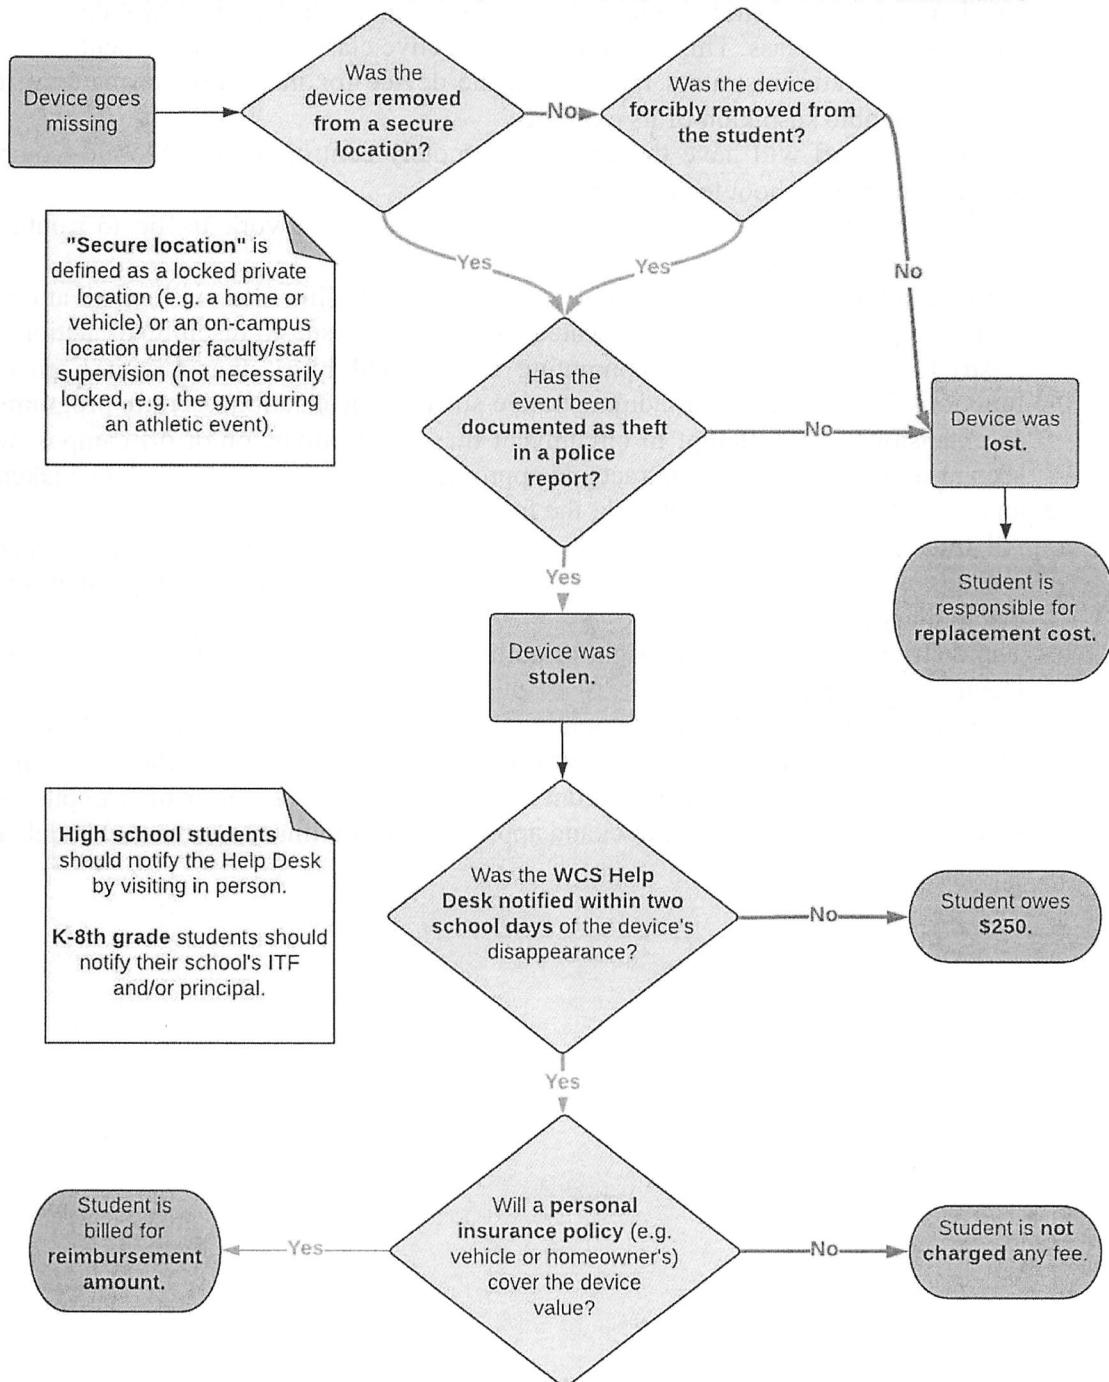 Device goes
missing
Was the
device removed
from a secure
location?
No
Was the device
forcibly removed from
the student?
"Secure location" is
defined as a locked private
location (e.g. a home or
vehicle) or an on-campus
location under faculty/staff
supervision (not necessarily
locked, e.g. the gym during
an athletic event).
Yes
Yes
No
Has the
event been
documented as theft
in a police
report?
No
Device was
lost.
Yes
Student is
responsible for
replacement cost.
Device was
stolen.
High school students
should notify the Help Desk
by visiting in person.
K-8th grade students should
notify their school's ITF
and/or principal.
Was the WCS Help
Desk notified within two
school days of the device's
disappearance?
No
Student owes
$250.
Yes
Student is
billed for
reimbursement
amount.
Yes
Will a personal
insurance policy (e.g.
vehicle or homeowner's)
cover the device
value?
No
Student is not
charged any fee.